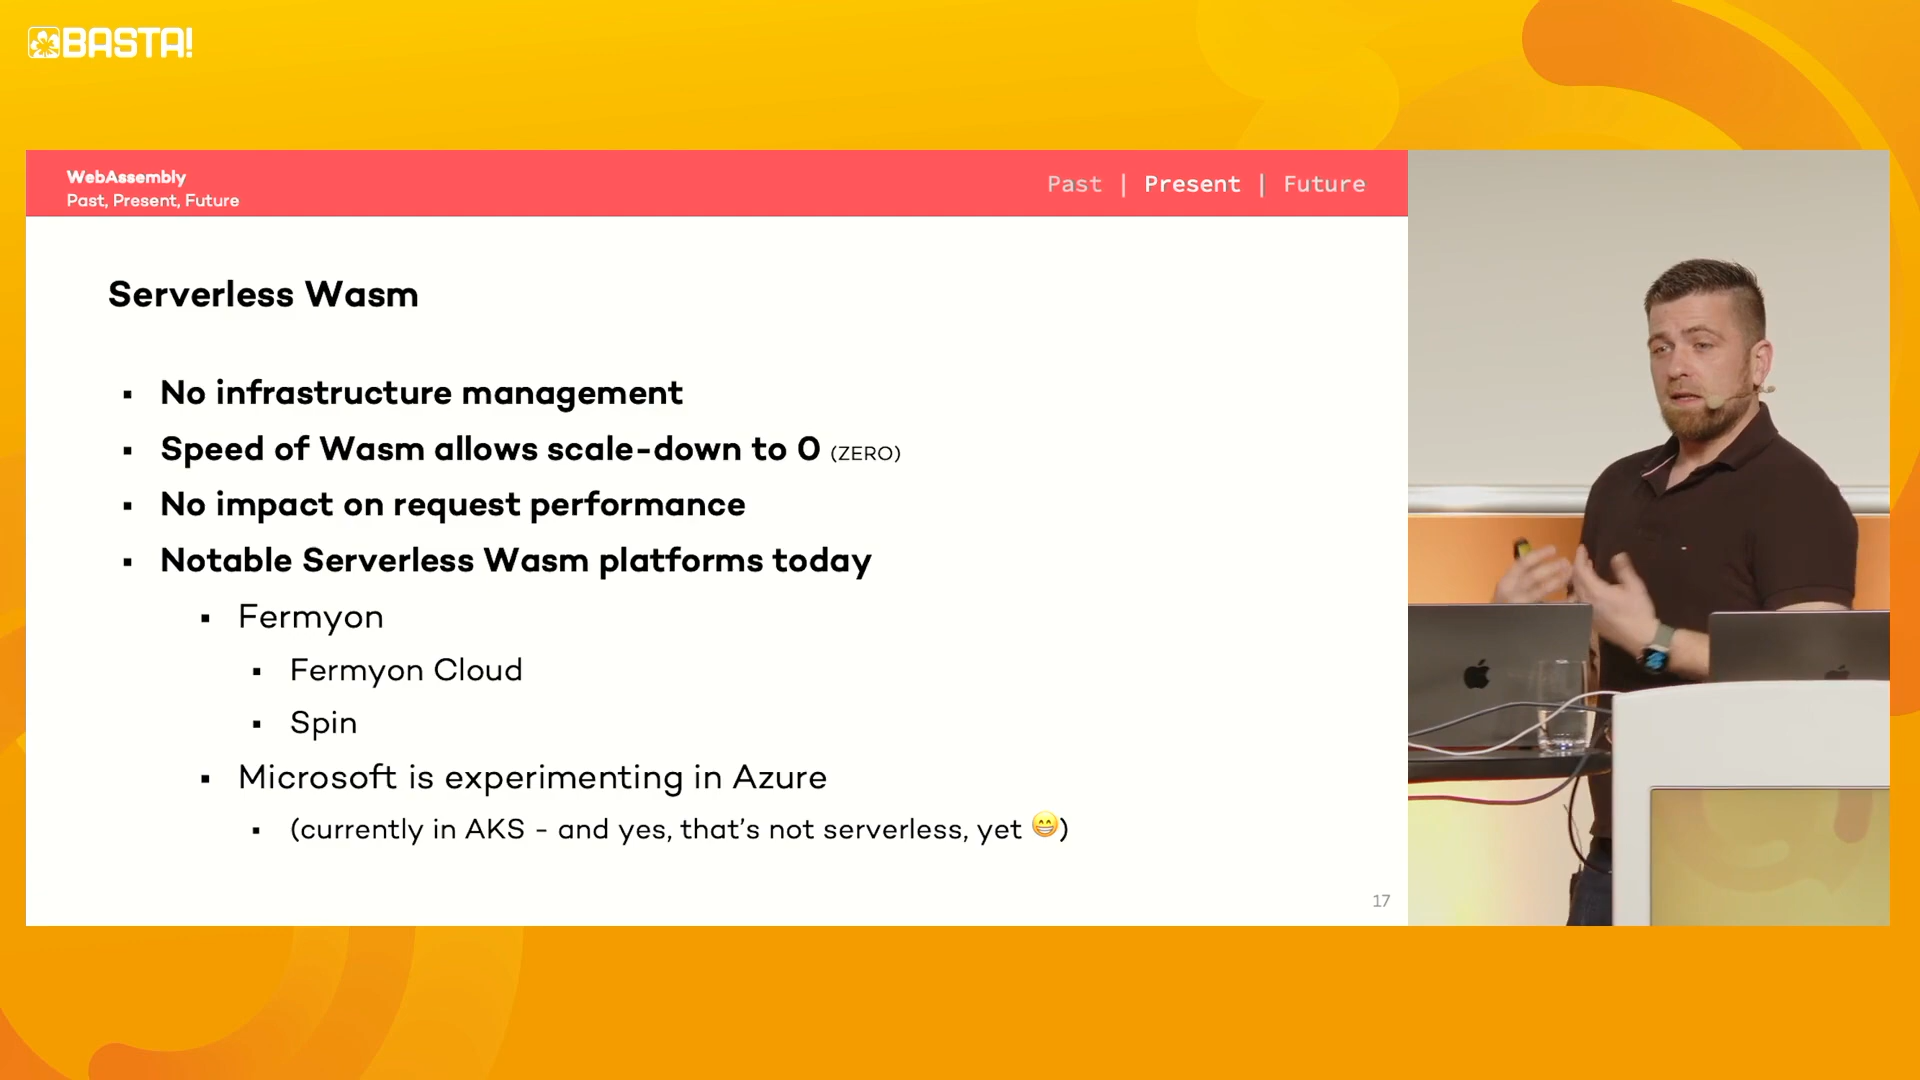 BASTA!
WebAssembly
Past, Present, Future
Past | Present | Future
Serverless Wasm
▪ No infrastructure management
▪ Speed of Wasm allows scale-down to 0 (ZERO)
▪ No impact on request performance
▪ Notable Serverless Wasm platforms today
▪ Fermyon
▪ Fermyon Cloud
▪ Spin
▪ Microsoft is experimenting in Azure
▪ (currently in AKS - and yes, that's not serverless, yet 😁)
17